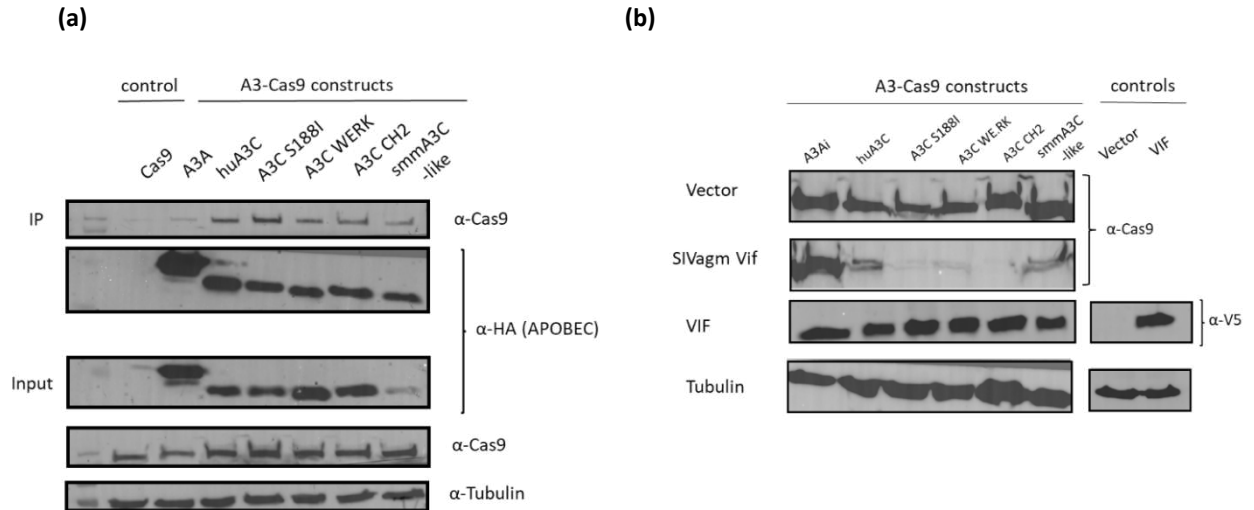 (a)
control
A3-Cas9 constructs
Cas9
A3A
huA3C
A3C S188I
A3C WERK
A3C CH2
smmA3C
-like
IP
α-Cas9
α-HA (APOBEC)
Input
α-Cas9
α-Tubulin
(b)
A3-Cas9 constructs
controls
A3Ai
huA3C
A3C S188I
A3C WE.RK
A3C CH2
smmA3C
-like
Vector
VIF
Vector
α-Cas9
SIVagm Vif
VIF
α-V5
Tubulin